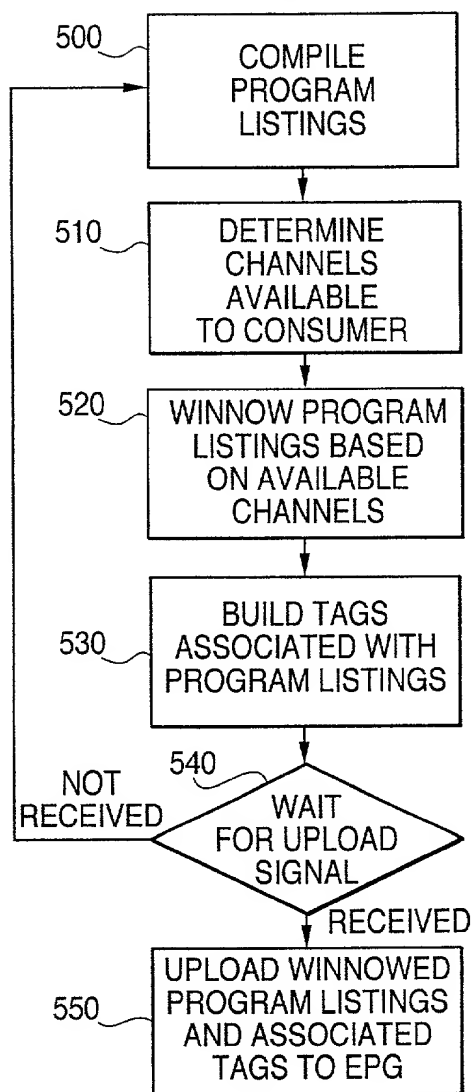 500
COMPILE
PROGRAM
LISTINGS
510
DETERMINE
CHANNELS
AVAILABLE
TO CONSUMER
520
WINNOW PROGRAM
LISTINGS BASED
ON AVAILABLE
CHANNELS
530
BUILD TAGS
ASSOCIATED WITH
PROGRAM LISTINGS
540
NOT
RECEIVED
WAIT
FOR UPLOAD
SIGNAL
RECEIVED
550
UPLOAD WINNOWED
PROGRAM LISTINGS
AND ASSOCIATED
TAGS TO EPG